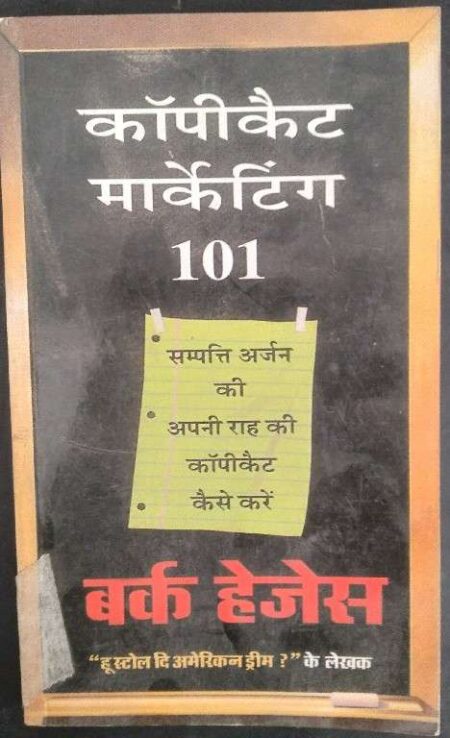 कॉपीकैट
मार्केटिंग
101
सम्पत्ति अर्जन
की
अपनी राह की
कॉपीकैट
कैसे करें
बर्क हेजेस
“हू स्टोल दि अमेरिकन ड्रीम ?” के लेखक